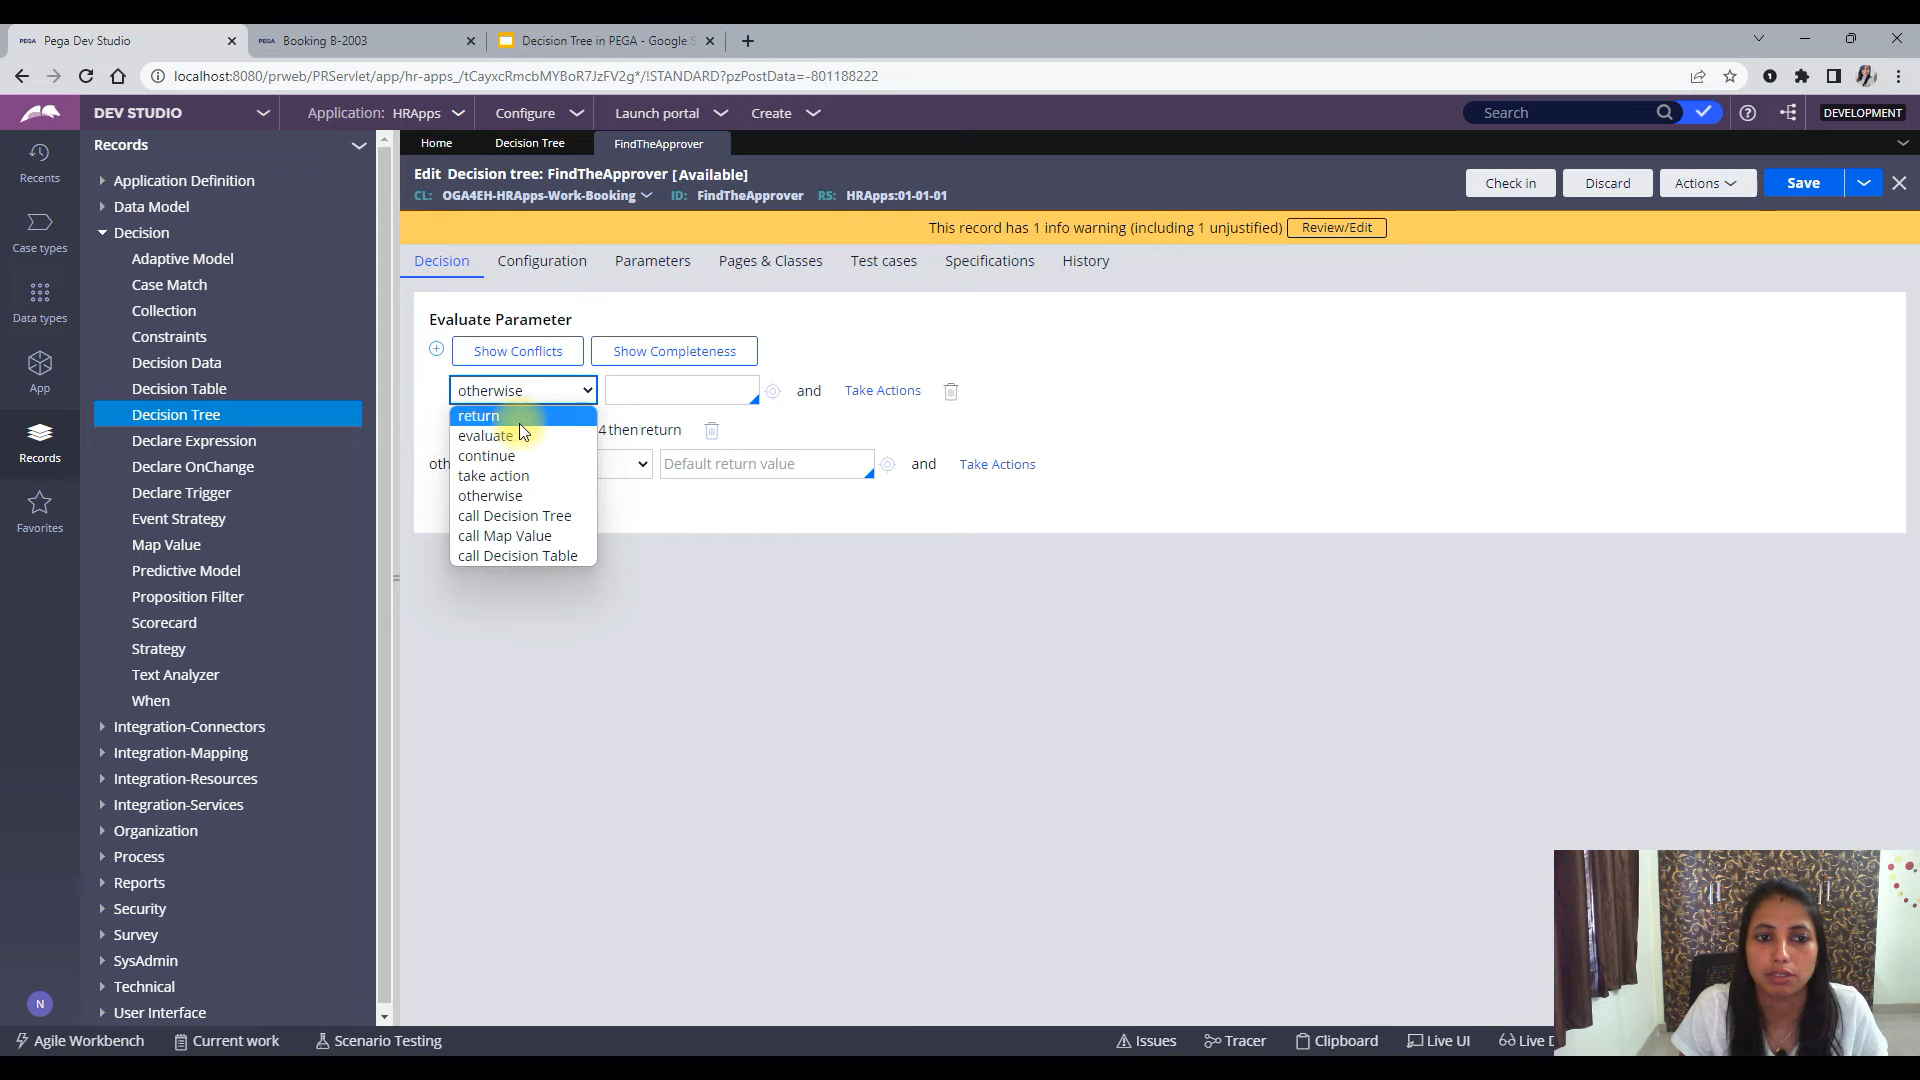 PEGA Pega Dev Studio
PEGA Booking B-2003
Decision Tree in PEGA - Google S
localhost:8080/prweb/PRServlet/app/hr-apps_/tCayxcRmcbMYBoR7JzFV2g*/!STANDARD?pzPostData=-801188222
DEV STUDIO
Application: HRApps
Configure
Launch portal
Create
Search
DEVELOPMENT
Recents
Case types
Data types
App
Records
Favorites
N
Records
Application Definition
Data Model
Decision
Adaptive Model
Case Match
Collection
Constraints
Decision Data
Decision Table
Decision Tree
Declare Expression
Declare OnChange
Declare Trigger
Event Strategy
Map Value
Predictive Model
Proposition Filter
Scorecard
Strategy
Text Analyzer
When
Integration-Connectors
Integration-Mapping
Integration-Resources
Integration-Services
Organization
Process
Reports
Security
Survey
SysAdmin
Technical
User Interface
Home
Decision Tree
FindTheApprover
Edit Decision tree: FindTheApprover [Available]
CL: OGA4EH-HRApps-Work-Booking ID: FindTheApprover RS: HRApps:01-01-01
Check in
Discard
Actions
Save
This record has 1 info warning (including 1 unjustified) Review/Edit
Decision
Configuration
Parameters
Pages & Classes
Test cases
Specifications
History
Evaluate Parameter
Show Conflicts
Show Completeness
otherwise
and Take Actions
return
evaluate
continue
take action
otherwise
call Decision Tree
call Map Value
call Decision Table
4 then return
oth
Default return value
and Take Actions
Agile Workbench
Current work
Scenario Testing
Issues
Tracer
Clipboard
Live UI
Live D